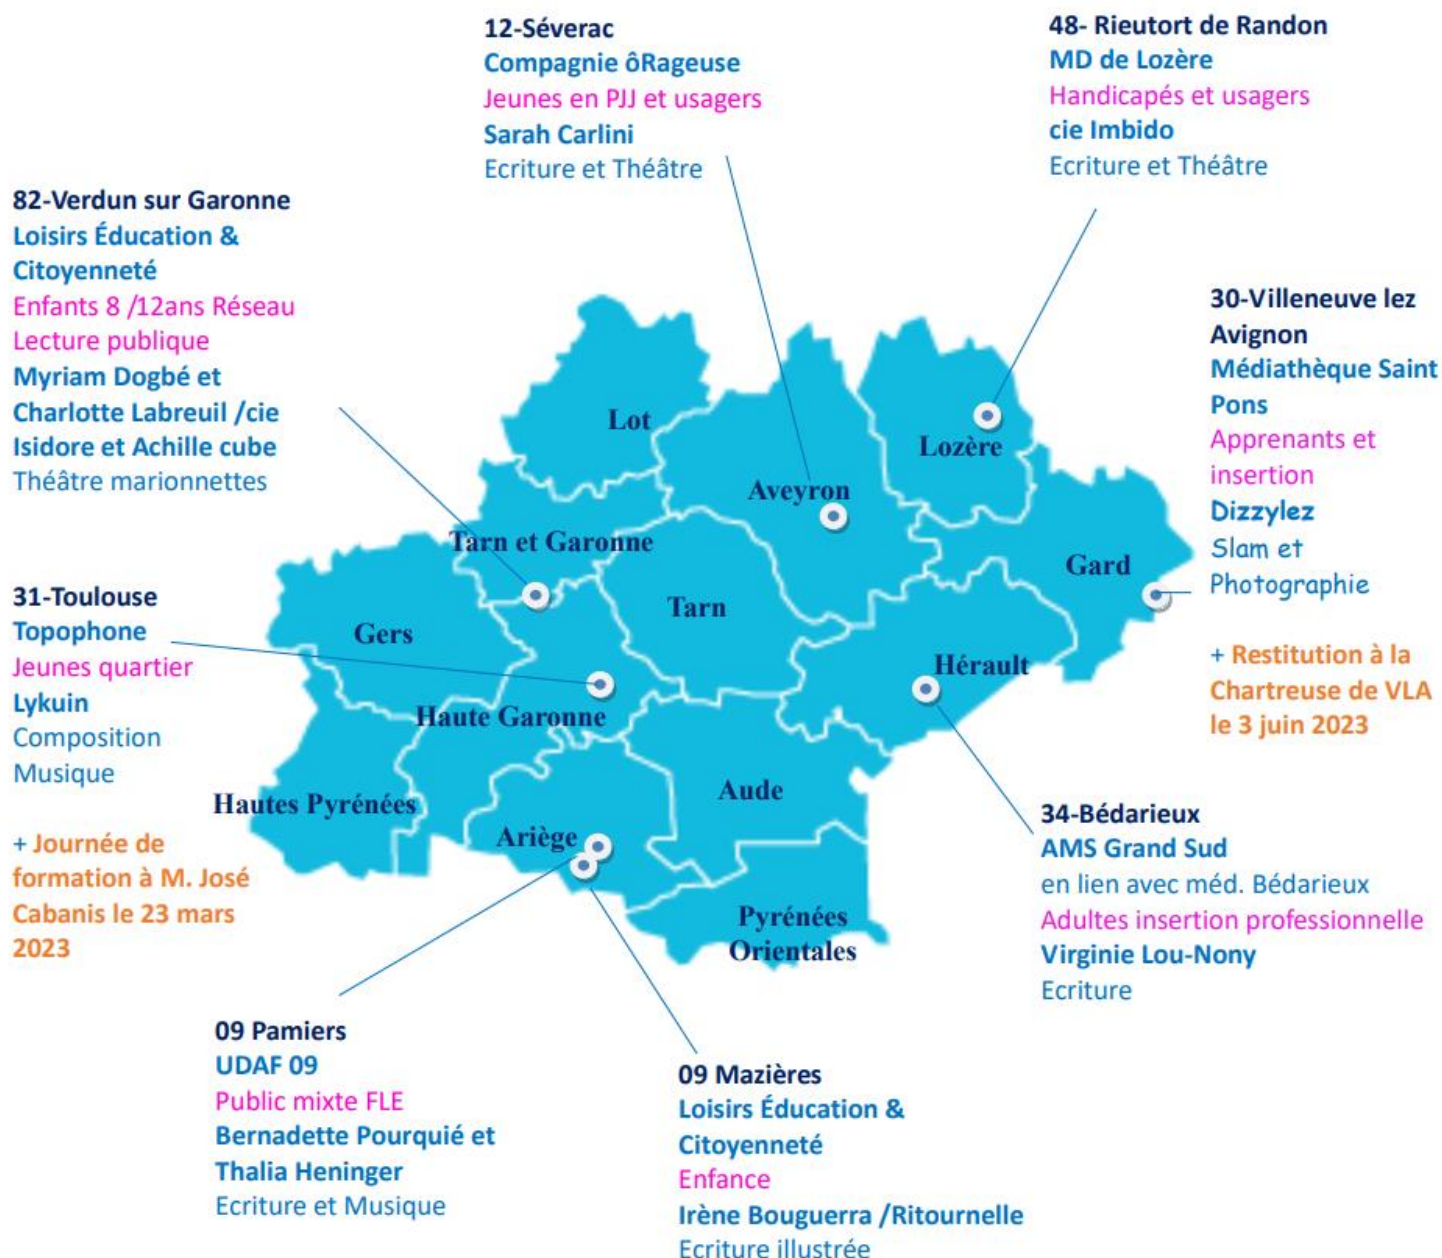 12-Séverac
Compagnie ôRageuse
Jeunes en PJJ et usagers
Sarah Carlini
Ecriture et Théâtre
48- Rieutort de Randon
MD de Lozère
Handicapés et usagers
cie Imbido
Ecriture et Théâtre
82-Verdun sur Garonne
Loisirs Éducation &
Citoyenneté
Enfants 8 /12ans Réseau
Lecture publique
Myriam Dogbé et
Charlotte Labreuil /cie
Isidore et Achille cube
Théâtre marionnettes
30-Villeneuve lez
Avignon
Médiathèque Saint
Pons
Apprenants et
insertion
Dizzylez
Slam et
Photographie
+ Restitution à la
Chartreuse de VLA
le 3 juin 2023
31-Toulouse
Topophone
Jeunes quartier
Lykuin
Composition
Musique
+ Journée de
formation à M. José
Cabanis le 23 mars
2023
Lot
Lozère
Aveyron
Tarn et Garonne
Gard
Tarn
Gers
Hérault
Haute Garonne
Aude
Hautes Pyrénées
Ariège
Pyrénées
Orientales
34-Bédarieux
AMS Grand Sud
en lien avec méd. Bédarieux
Adultes insertion professionnelle
Virginie Lou-Nony
Ecriture
09 Pamiers
UDAF 09
Public mixte FLE
Bernadette Pourquié et
Thalia Heninger
Ecriture et Musique
09 Mazières
Loisirs Éducation &
Citoyenneté
Enfance
Irène Bouguerra /Ritournelle
Ecriture illustrée